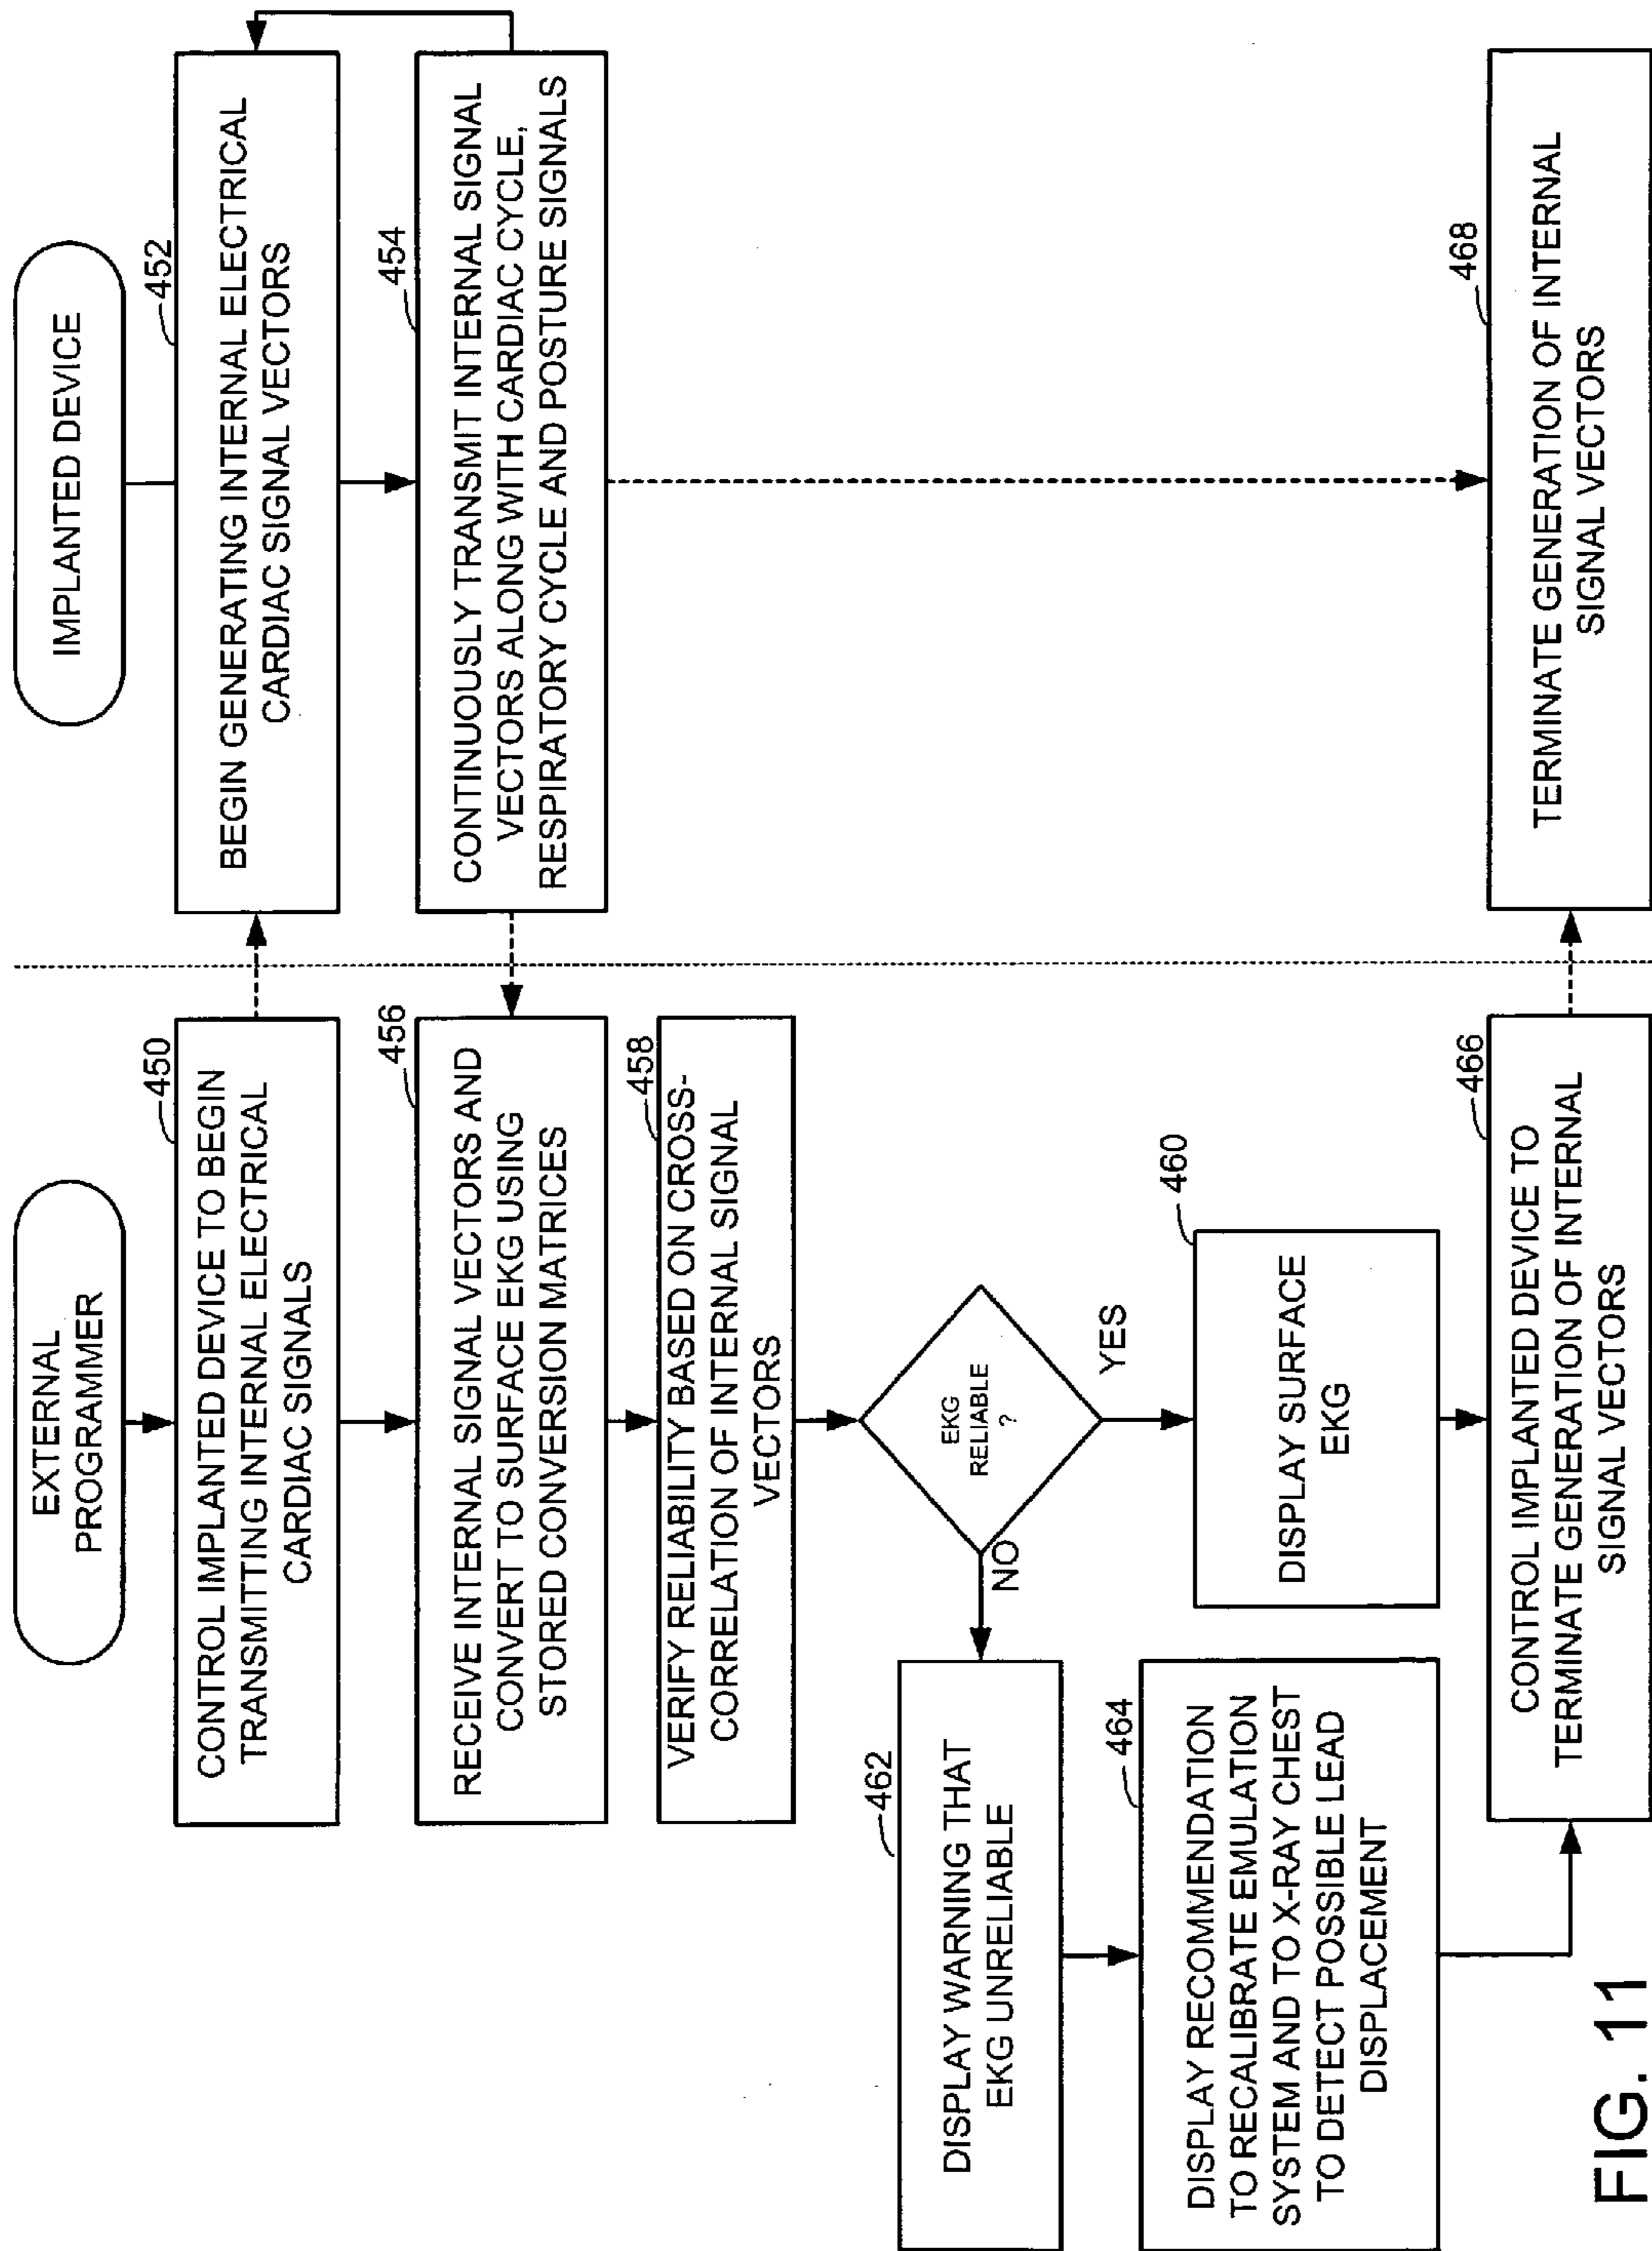 EXTERNAL
PROGRAMMER
450
CONTROL IMPLANTED DEVICE TO BEGIN
TRANSMITTING INTERNAL ELECTRICAL
CARDIAC SIGNALS
456
RECEIVE INTERNAL SIGNAL VECTORS AND
CONVERT TO SURFACE EKG USING
STORED CONVERSION MATRICES
458
VERIFY RELIABILITY BASED ON CROSS-
CORRELATION OF INTERNAL SIGNAL
VECTORS
EKG
RELIABLE
?
NO
YES
462
DISPLAY WARNING THAT
EKG UNRELIABLE
464
DISPLAY RECOMMENDATION
TO RECALIBRATE EMULATION
SYSTEM AND TO X-RAY CHEST
TO DETECT POSSIBLE LEAD
DISPLACEMENT
460
DISPLAY SURFACE
EKG
466
CONTROL IMPLANTED DEVICE TO
TERMINATE GENERATION OF INTERNAL
SIGNAL VECTORS
IMPLANTED DEVICE
452
BEGIN GENERATING INTERNAL ELECTRICAL
CARDIAC SIGNAL VECTORS
454
CONTINUOUSLY TRANSMIT INTERNAL SIGNAL
VECTORS ALONG WITH CARDIAC CYCLE,
RESPIRATORY CYCLE AND POSTURE SIGNALS
468
TERMINATE GENERATION OF INTERNAL
SIGNAL VECTORS
FIG. 11